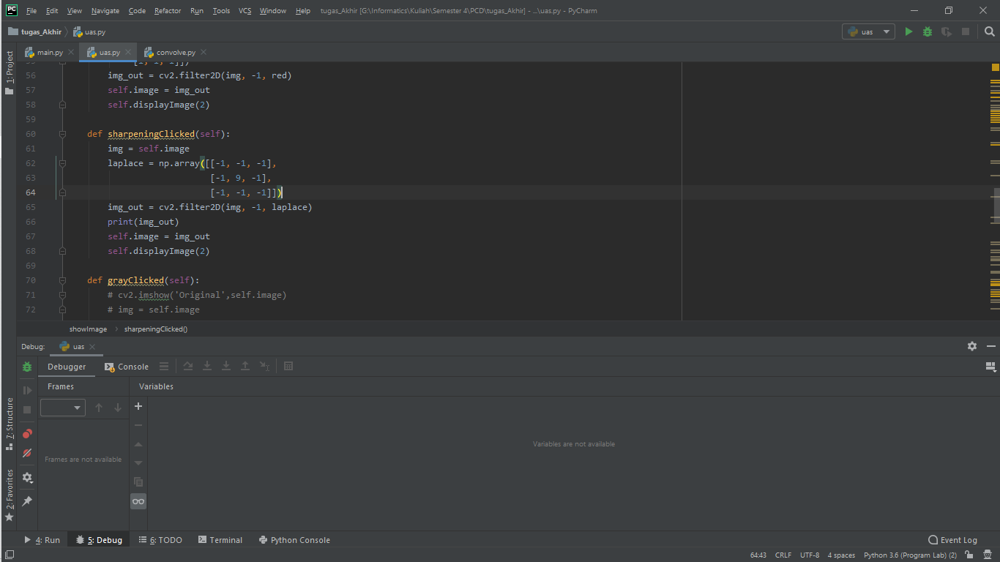 File Edit View Navigate Code Refactor Run Tools VCS Window Help tugas_Akhir [G:\Informatics\Kuliah\Semester 4\PCD\tugas_Akhir] - ...\uas.py - PyCharm
tugas_Akhir uas.py uas
main.py uas.py convolve.py
1: Project
56 img_out = cv2.filter2D(img, -1, red)
57 self.image = img_out
58 self.displayImage(2)
59
60 def sharpeningClicked(self):
61 img = self.image
62 laplace = np.array([[-1, -1, -1],
63 [-1, 9, -1],
64 [-1, -1, -1]])
65 img_out = cv2.filter2D(img, -1, laplace)
66 print(img_out)
67 self.image = img_out
68 self.displayImage(2)
69
70 def grayClicked(self):
71 # cv2.imshow('Original',self.image)
72 # img = self.image
showImage sharpeningClicked()
Debug: uas
Debugger Console
Frames Variables
7: Structure
Frames are not available
Variables are not available
2: Favorites
4: Run 5: Debug 6: TODO Terminal Python Console Event Log
64:43 CRLF UTF-8 4 spaces Python 3.6 (Program Lab) (2)